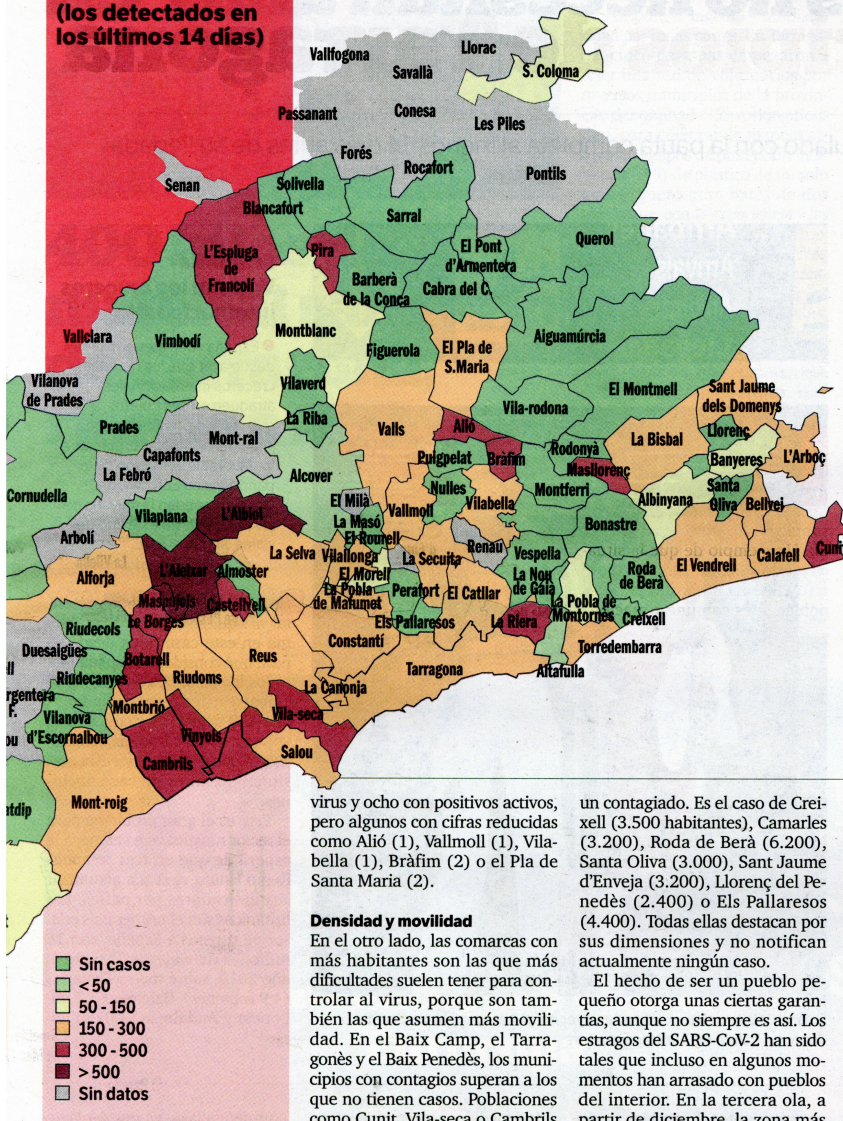 (los detectados en
los últimos 14 días)
Vallfogona
Llorac
Savallà
S. Coloma
Passanant
Conesa
Les Piles
Forés
Rocafort
Pontils
Senan
Solivella
Blancafort
Sarral
L'Espluga
de
Francolí
Pira
El Pont
d'Armentera
Querol
Barberà
de la Conca
Cabra del C.
Vallclara
Vimbodí
Montblanc
Figuerola
El Pla de
S.Maria
Aiguamúrcia
Vilanova
de Prades
Vilaverd
El Montmell
Sant Jaume
dels Domenys
Prades
La Riba
Vila-rodona
Mont-ral
Valls
Alió
La Bisbal
Llorenç
Capafonts
Puigpelat
Bràfim
Rodonyà
Masllorenç
Banyeres
L'Arboç
La Febró
Alcover
Nulles
Montferri
Albinyana
Santa
Oliva
Bellvei
Cornudella
Vilaplana
L'Albiol
El Milà
La Masó
El Rourell
Vallmoll
Vilabella
Bonastre
Arbolí
La Selva
Vilallonga
La Secuita
Renau
Vespella
El Vendrell
Calafell
Cun
Alforja
L'Aleixar
Almoster
El Morell
La Pobla
de Mafumet
Perafort
El Catllar
La Nou
de Gaià
Roda
de Berà
Maspujols
Castellvell
Le Borges
Els Pallaresos
La Riera
La Pobla de
Montornès
Creixell
Riudecols
Constantí
Torredembarra
Duesaigües
Botarell
Riudoms
Reus
Tarragona
Altafulla
Riudecanyes
La Canonja
rgentera
F.
Montbrió
Vilanova
d'Escornalbou
Vila-seca
Vinyols
Cambrils
Salou
Mont-roig
tdip
virus y ocho con positivos activos,
pero algunos con cifras reducidas
como Alió (1), Vallmoll (1), Vila-
bella (1), Bràfim (2) o el Pla de
Santa Maria (2).
Densidad y movilidad
En el otro lado, las comarcas con
más habitantes son las que más
dificultades suelen tener para con-
trolar al virus, porque son tam-
bién las que asumen más movili-
dad. En el Baix Camp, el Tarra-
gonès y el Baix Penedès, los muni-
cipios con contagios superan a los
que no tienen casos. Poblaciones
como Cunit, Vila-seca o Cambrils
un contagiado. Es el caso de Crei-
xell (3.500 habitantes), Camarles
(3.200), Roda de Berà (6.200),
Santa Oliva (3.000), Sant Jaume
d'Enveja (3.200), Llorenç del Pe-
nedès (2.400) o Els Pallaresos
(4.400). Todas ellas destacan por
sus dimensiones y no notifican
actualmente ningún caso.
El hecho de ser un pueblo pe-
queño otorga unas ciertas garan-
tías, aunque no siempre es así. Los
estragos del SARS-CoV-2 han sido
tales que incluso en algunos mo-
mentos han arrasado con pueblos
del interior. En la tercera ola, a
partir de diciembre, la zona más
Sin casos
< 50
50 - 150
150 - 300
300 - 500
> 500
Sin datos